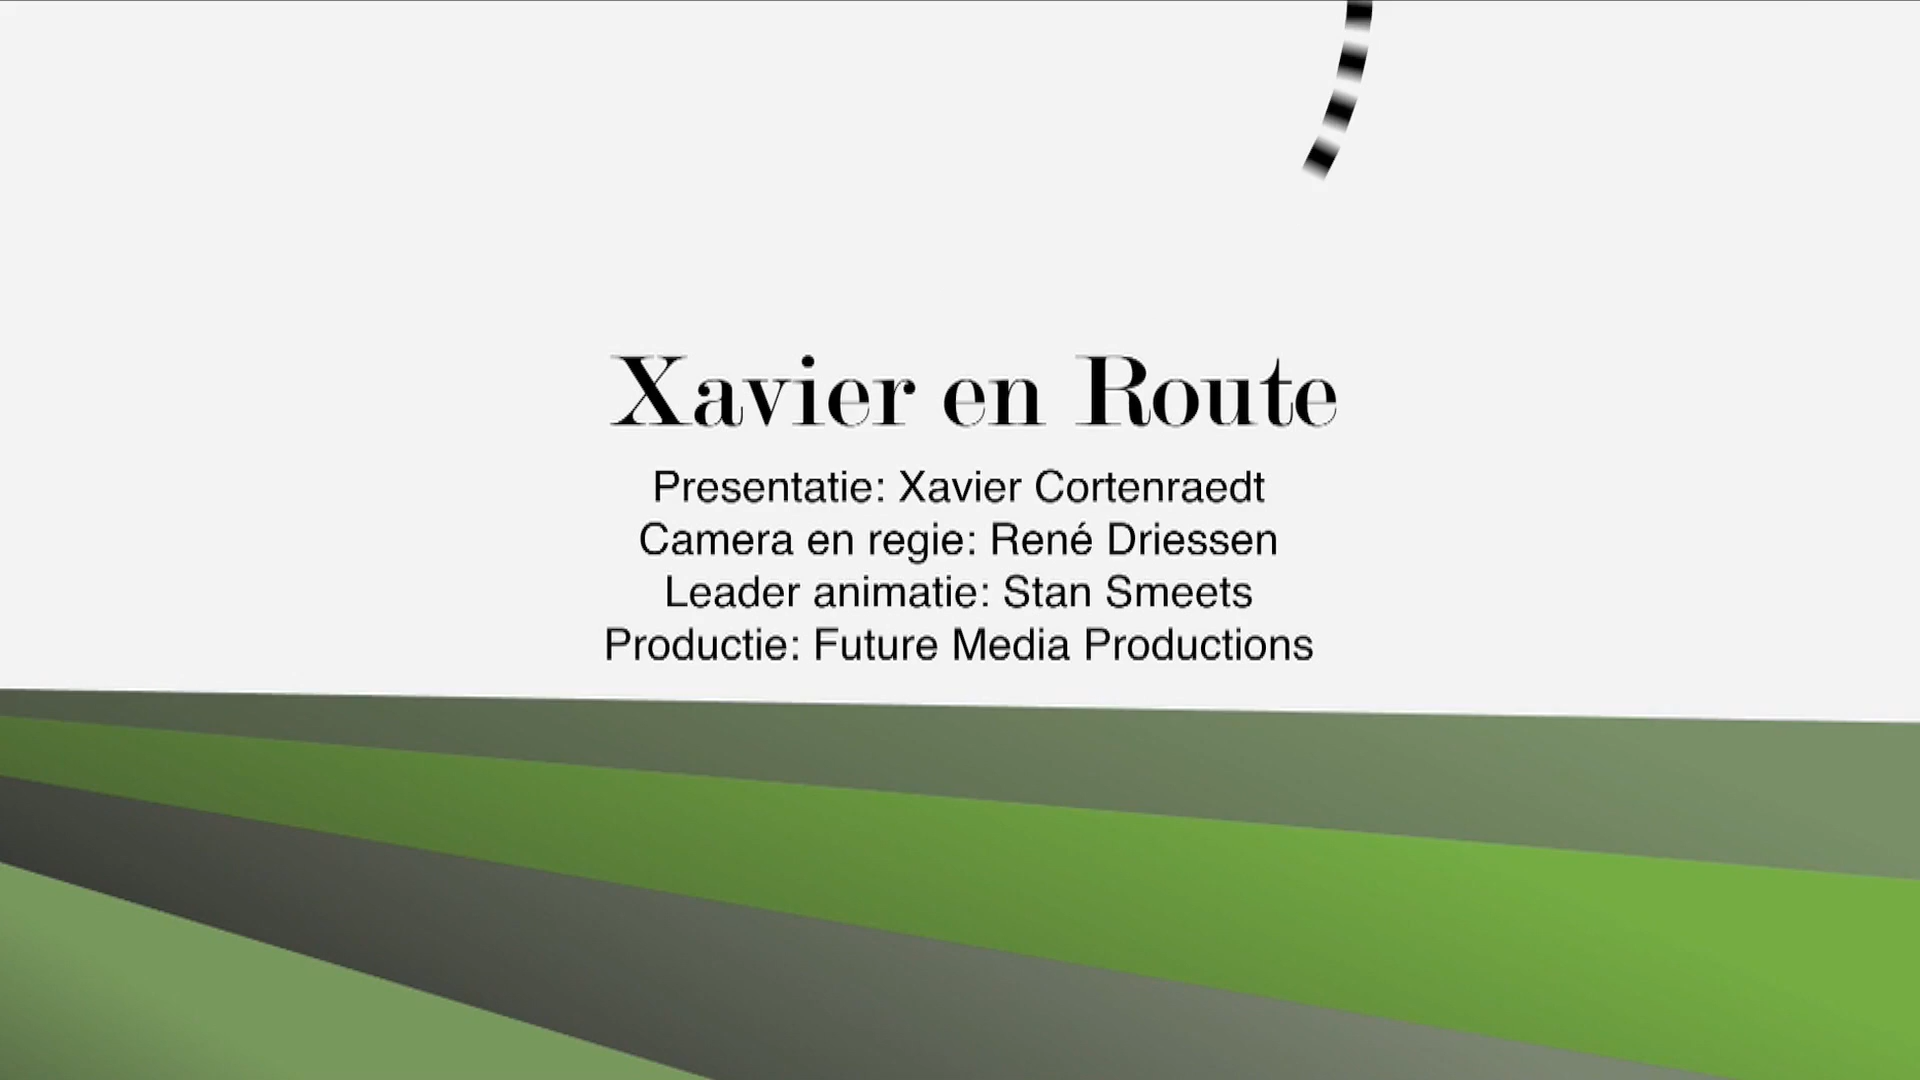 Xavier en Route
Presentatie: Xavier Cortenraedt
Camera en regie: René Driessen
Leader animatie: Stan Smeets
Productie: Future Media Productions